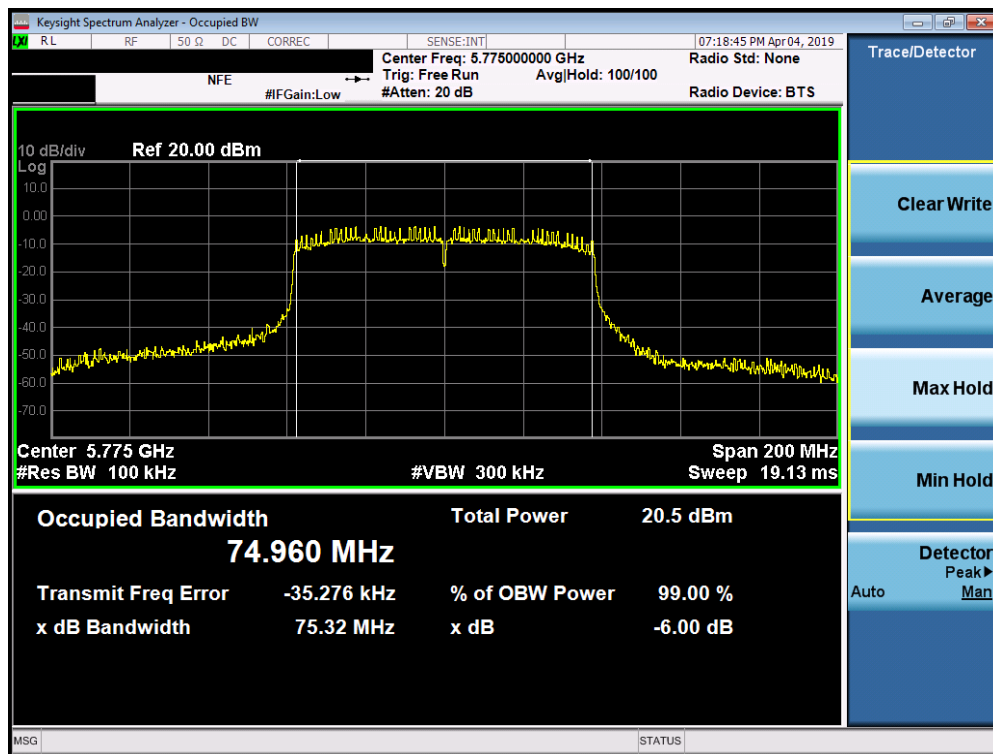 Keysight Spectrum Analyzer - Occupied BW
LXI RL RF 50 Ω DC CORREC SENSE:INT 07:18:45 PM Apr 04, 2019
Center Freq: 5.775000000 GHz Radio Std: None
NFE Trig: Free Run Avg|Hold: 100/100
#IFGain:Low #Atten: 20 dB Radio Device: BTS
10 dB/div Ref 20.00 dBm
Log
10.0
0.00
-10.0
-20.0
-30.0
-40.0
-50.0
-60.0
-70.0
Center 5.775 GHz Span 200 MHz
#Res BW 100 kHz #VBW 300 kHz Sweep 19.13 ms
Occupied Bandwidth Total Power 20.5 dBm
74.960 MHz
Transmit Freq Error -35.276 kHz % of OBW Power 99.00 %
x dB Bandwidth 75.32 MHz x dB -6.00 dB
MSG STATUS
Trace/Detector
Clear Write
Average
Max Hold
Min Hold
Detector
Peak▶
Auto Man